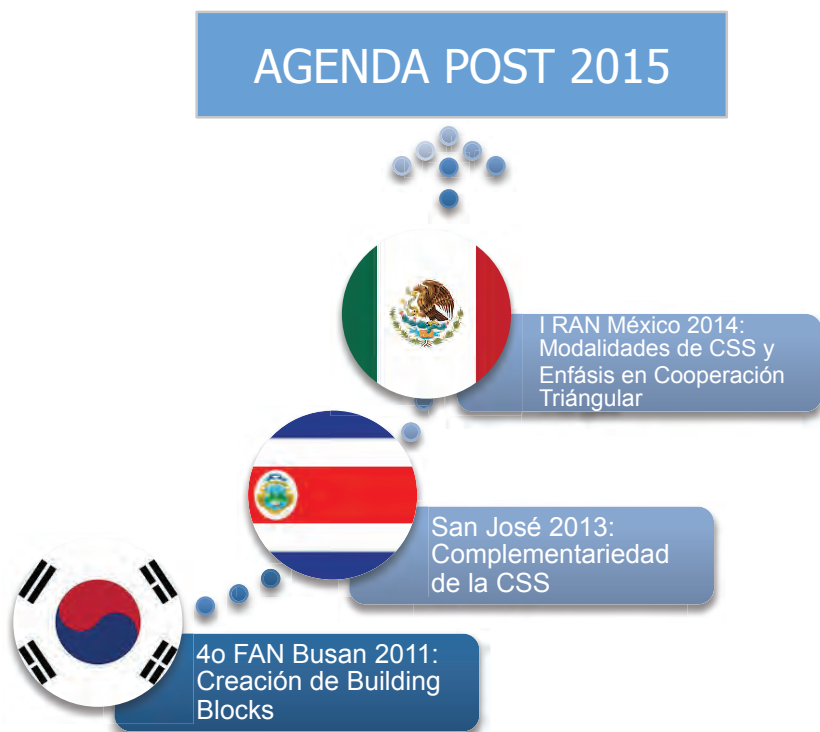 AGENDA POST 2015
I RAN México 2014:
Modalidades de CSS y
Enfásis en Cooperación
Triángular
San José 2013:
Complementariedad
de la CSS
4o FAN Busan 2011:
Creación de Building
Blocks